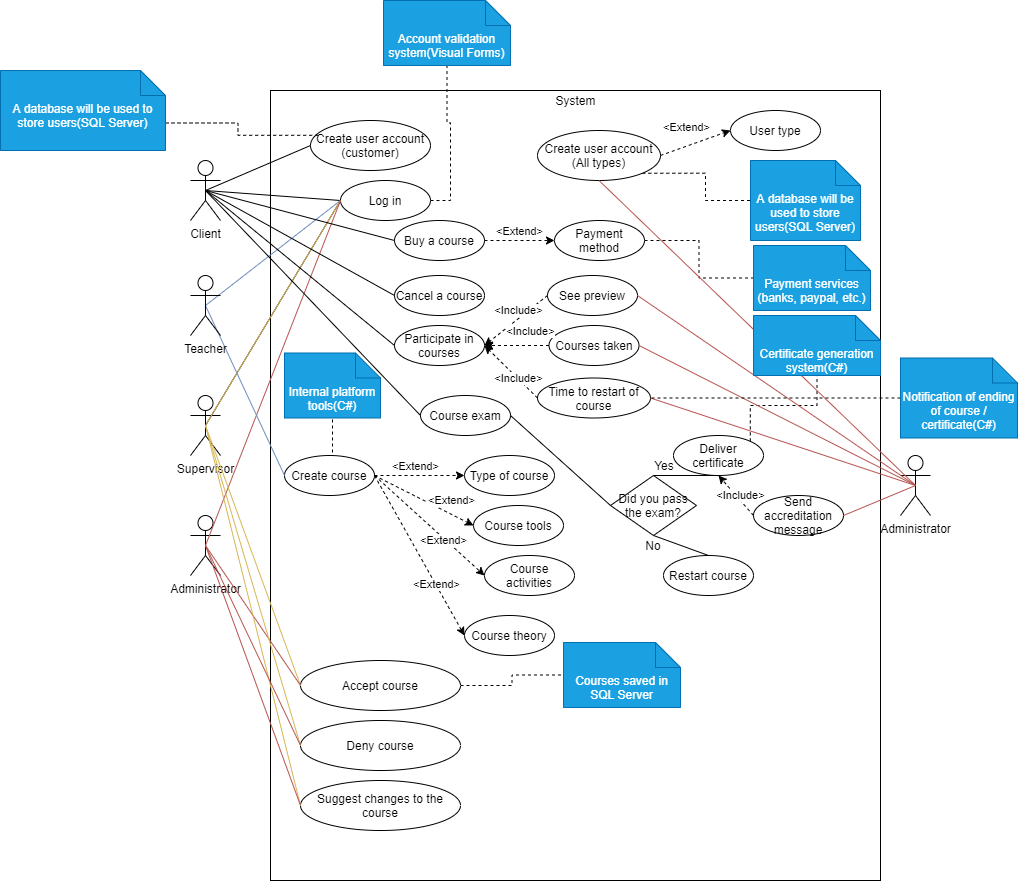 Account validation
system(Visual Forms)
A database will be used to
store users(SQL Server)
System
Create user account
(customer)
Create user account
(All types)
<Extend>
User type
Client
Log in
A database will be
used to store
users(SQL Server)
Buy a course
<Extend>
Payment
method
Payment services
(banks, paypal, etc.)
Teacher
Cancel a course
See preview
<Include>
Participate in
courses
<Include>
Courses taken
<Include>
Time to restart of
course
Certificate generation
system(C#)
Internal platform
tools(C#)
Notification of ending
of course /
certificate(C#)
Supervisor
Course exam
Deliver
certificate
Yes
Did you pass
the exam?
No
<Include>
Send
accreditation
message
Administrator
Restart course
Create course
<Extend>
Type of course
<Extend>
Course tools
<Extend>
Course
activities
<Extend>
Course theory
Administrator
Accept course
Courses saved in
SQL Server
Deny course
Suggest changes to the
course